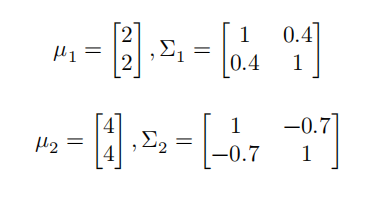 μ₁ = [2; 2], Σ₁ = [1 0.4; 0.4 1]
μ₂ = [4; 4], Σ₂ = [1 −0.7; −0.7 1]